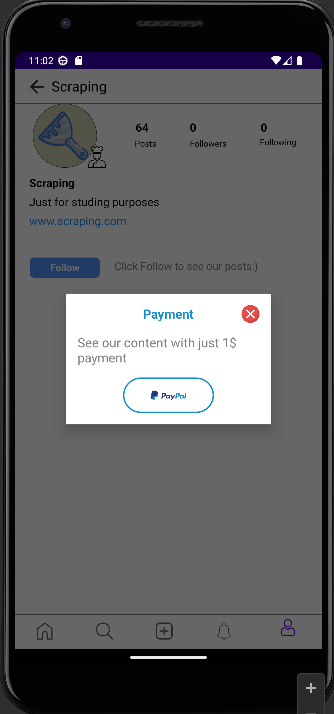 11:02
Scraping
64
0
0
Posts
Followers
Following
Scraping
Just for studing purposes
www.scraping.com
Follow
Click Follow to see our posts:)
Payment
See our content with just 1$
payment
PayPal